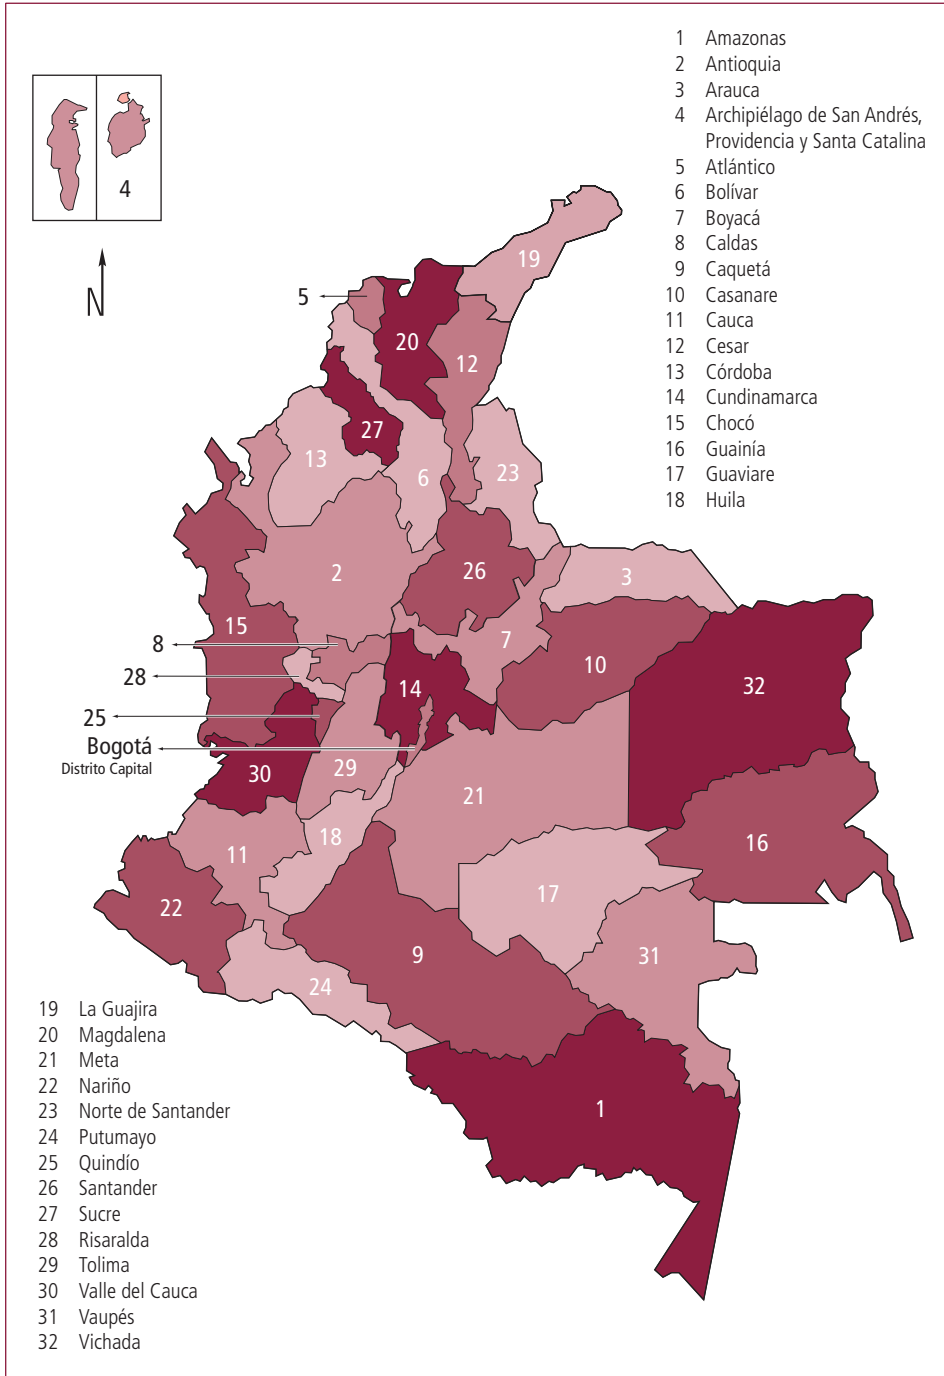 1 Amazonas
2 Antioquia
3 Arauca
4 Archipiélago de San Andrés,
Providencia y Santa Catalina
5 Atlántico
6 Bolívar
7 Boyacá
8 Caldas
9 Caquetá
10 Casanare
11 Cauca
12 Cesar
13 Córdoba
14 Cundinamarca
15 Chocó
16 Guainía
17 Guaviare
18 Huila
4
N
19
5
20
12
27
13
6
23
2
26
3
15
7
8
10
28
14
32
25
Bogotá
Distrito Capital
30
29
21
18
11
16
17
22
9
31
24
1
19 La Guajira
20 Magdalena
21 Meta
22 Nariño
23 Norte de Santander
24 Putumayo
25 Quindío
26 Santander
27 Sucre
28 Risaralda
29 Tolima
30 Valle del Cauca
31 Vaupés
32 Vichada